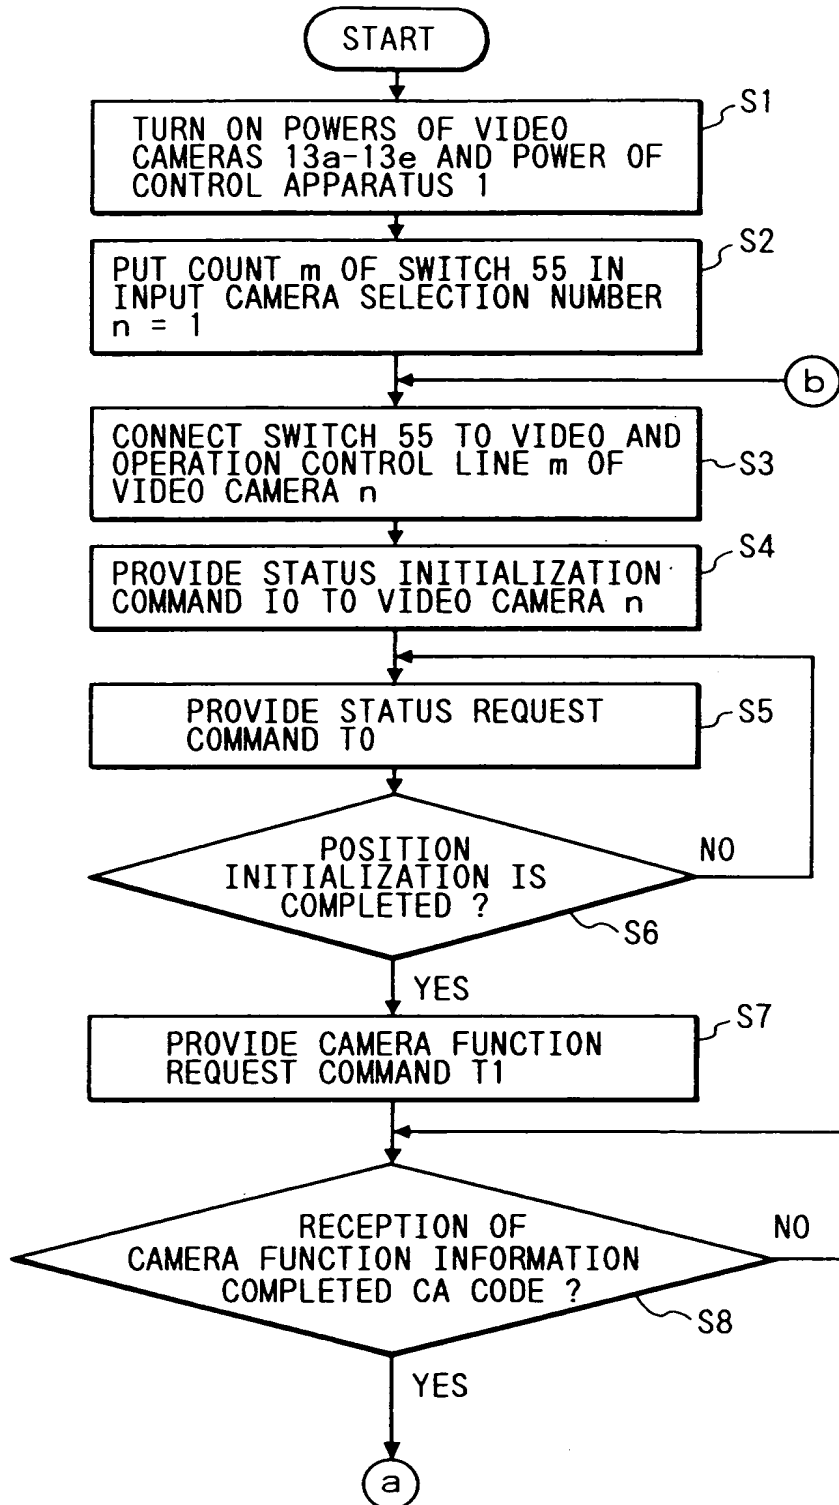 START
S1
TURN ON POWERS OF VIDEO
CAMERAS 13a-13e AND POWER OF
CONTROL APPARATUS 1
S2
PUT COUNT m OF SWITCH 55 IN
INPUT CAMERA SELECTION NUMBER
n = 1
b
CONNECT SWITCH 55 TO VIDEO AND
OPERATION CONTROL LINE m OF
VIDEO CAMERA n
S3
S4
PROVIDE STATUS INITIALIZATION
COMMAND I0 TO VIDEO CAMERA n
PROVIDE STATUS REQUEST
COMMAND T0
S5
POSITION
INITIALIZATION IS
COMPLETED ?
NO
S6
YES
S7
PROVIDE CAMERA FUNCTION
REQUEST COMMAND T1
RECEPTION OF
CAMERA FUNCTION INFORMATION
COMPLETED CA CODE ?
NO
S8
YES
a